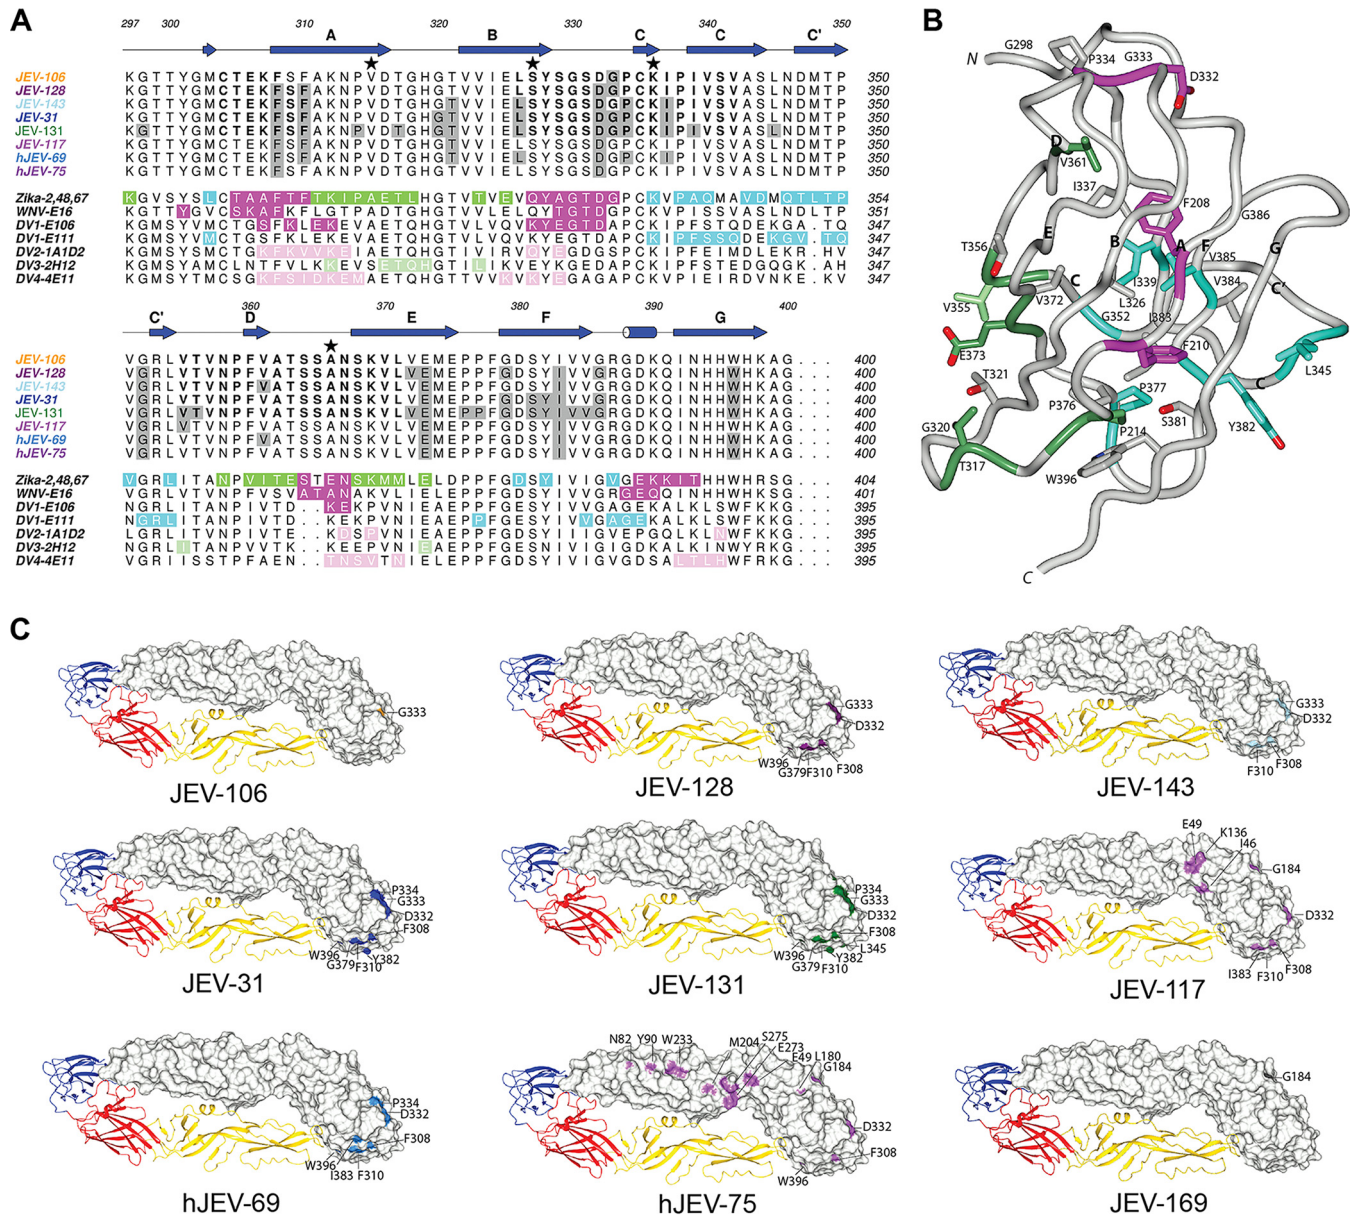 A
297 300 310 320 330 340 350
A B C C C'
JEV-106 KGTTYGMCTEKFSFAKNPVDTGHGTVVIELSYSGSDGPCKIPIVSVASLNDMTP 350
JEV-128 KGTTYGMCTEKFSFAKNPVDTGHGTVVIELSYSGSDGPCKIPIVSVASLNDMTP 350
JEV-143 KGTTYGMCTEKFSFAKNPVDTGHGTVVIELSYSGSDGPCKIPIVSVASLNDMTP 350
JEV-31 KGTTYGMCTEKFSFAKNPVDTGHGTVVIELSYSGSDGPCKIPIVSVASLNDMTP 350
JEV-131 KGTTYGMCTEKFSFAKNPVDTGHGTVVIELSYSGSDGPCKIPIVSVASLNDMTP 350
JEV-117 KGTTYGMCTEKFSFAKNPVDTGHGTVVIELSYSGSDGPCKIPIVSVASLNDMTP 350
hJEV-69 KGTTYGMCTEKFSFAKNPVDTGHGTVVIELSYSGSDGPCKIPIVSVASLNDMTP 350
hJEV-75 KGTTYGMCTEKFSFAKNPVDTGHGTVVIELSYSGSDGPCKIPIVSVASLNDMTP 350
Zika-2,48,67 KGVSYSLCTAAFTFTKIPAETLHGTVTVEVQYAGTDGPCKVPAQMAVDMQTLTP 354
WNV-E16 KGTTYGVCSKAFKFLGTPADTGHGTVVLELQYTGTDGPCKVPISSVASLNDLTP 351
DV1-E106 KGMSYVMCTGSFKLEKEVAETQHGTVLVQVKYEGTDAPCKIPFSSQDEKGV.TQ 347
DV1-E111 KGMSYVMCTGSFKLEKEVAETQHGTVLVQVKYEGTDAPCKIPFSSQDEKGV.TQ 347
DV2-1A1D2 KGMSYSMCTGKFKVVKEIAETQHGTIVIRVQYEGDGSPCKIPFEIMDLEKR.HV 347
DV3-2H12 KGMSYAMCLNTFVLKKEVSETQHGTILIKVEYKGEDAPCKIPFSTEDGQGK.AH 347
DV4-4E11 KGMSYTMCSGKFSIDKEMAETQHGTTVVKVKYEGAGAPCKVPIEIRDVNKE.KV 347
360 370 380 390 400
C' D E F G
JEV-106 VGRLVTVNPFVATSSANSKVLVEMEPPFGDSYIVVGRGDKQINHHWHKAG... 400
JEV-128 VGRLVTVNPFVATSSANSKVLVEMEPPFGDSYIVVGRGDKQINHHWHKAG... 400
JEV-143 VGRLVTVNPFVATSSANSKVLVEMEPPFGDSYIVVGRGDKQINHHWHKAG... 400
JEV-31 VGRLVTVNPFVATSSANSKVLVEMEPPFGDSYIVVGRGDKQINHHWHKAG... 400
JEV-131 VGRLVTVNPFVATSSANSKVLVEMEPPFGDSYIVVGRGDKQINHHWHKAG... 400
JEV-117 VGRLVTVNPFVATSSANSKVLVEMEPPFGDSYIVVGRGDKQINHHWHKAG... 400
hJEV-69 VGRLVTVNPFVATSSANSKVLVEMEPPFGDSYIVVGRGDKQINHHWHKAG... 400
hJEV-75 VGRLVTVNPFVATSSANSKVLVEMEPPFGDSYIVVGRGDKQINHHWHKAG... 400
Zika-2,48,67 VGRLITANPVITESTENSKMMLELDPPFGDSYIVIGVGEKKITHHWHRSG... 404
WNV-E16 VGRLVTVNPFVSVATANAKVLIELEPPFGDSYIVVGRGEQQINHHWHKSG... 401
DV1-E106 NGRLITANPIVTD..KEKPVNIEAEPPFGESYIVVGAGEKALKLSWFKKG... 395
DV1-E111 NGRLITANPIVTD..KEKPVNIEAEPPFGESYIVVGAGEKALKLSWFKKG... 395
DV2-1A1D2 LGRLITVNPIVTE..KDSPVNIEAEPPFGDSYIIIGVEPGQLKLNWFKKG... 395
DV3-2H12 NGRLITANPVVTK..KEEPVNIEAEPPFGESNIVIGIGDKALKINWYRKG... 395
DV4-4E11 VGRIISSTPFAEN..TNSVTNIELEPPFGDSYIVIGVGDSALTLHWFRKG... 395
B
N
G298
P334
G333
D332
D
V361
I337
F208
G386
E
T356
B
A
F
G
V385
C
I339
V384
C'
V355
V372
L326
G352
I383
E373
F210
L345
T321
P377
C
P376
S381
Y382
G320
P214
T317
W396
C
C
G333
JEV-106
G333
D332
W396
G379
F310
F308
JEV-128
G333
D332
F308
F310
JEV-143
P334
G333
D332
F308
W396
G379
F310
Y382
JEV-31
P334
G333
D332
F308
L345
W396
G379
F310
Y382
JEV-131
E49
K136
I46
G184
D332
I383
F310
F308
JEV-117
P334
D332
F308
W396
I383
F310
hJEV-69
N82
Y90
W233
M204
S275
E273
E49
L180
G184
D332
F308
W396
hJEV-75
G184
JEV-169